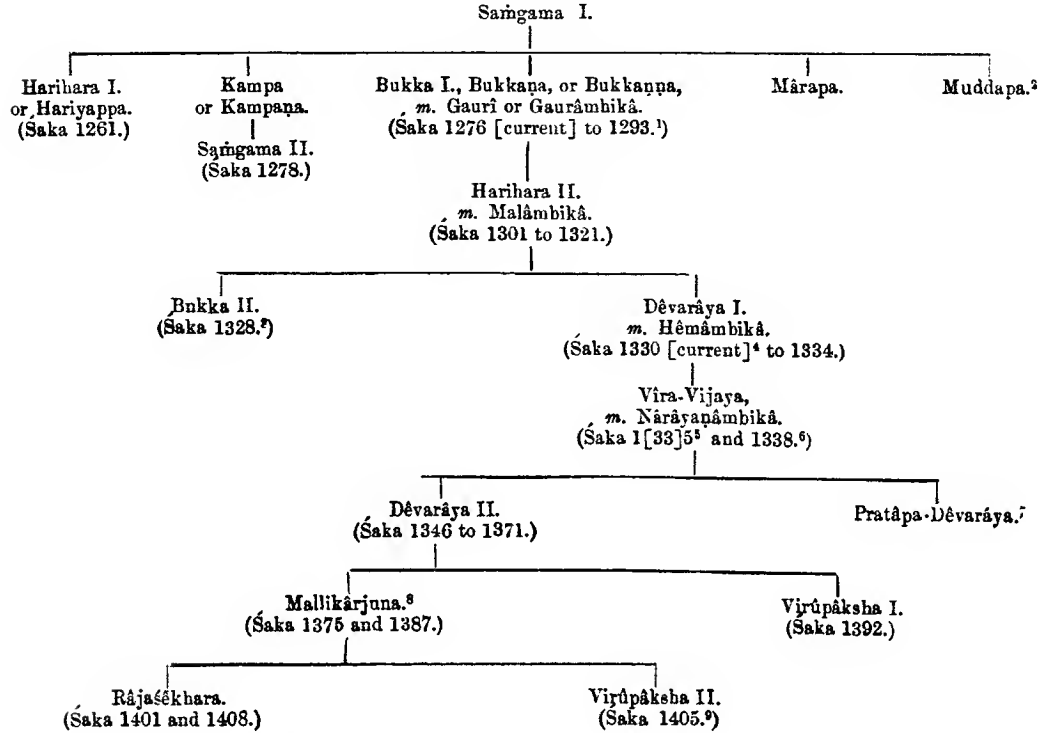 Saṁgama I.
Harihara I.
or Hariyappa.
(Śaka 1261.)
Kampa
or Kampaṇa.
Saṁgama II.
(Śaka 1278.)
Bukka I., Bukkaṇa, or Bukkaṇṇa,
m. Gaurî or Gaurâmbikâ.
(Śaka 1276 [current] to 1293.¹)
Mârapa.
Muddapa.²
Harihara II.
m. Malâmbikâ.
(Śaka 1301 to 1321.)
Bukka II.
(Śaka 1328.³)
Dêvarâya I.
m. Hêmâmbikâ.
(Śaka 1330 [current]⁴ to 1334.)
Vîra-Vijaya,
m. Nârâyaṇâmbikâ.
(Śaka 1[33]5⁵ and 1338.⁶)
Dêvarâya II.
(Śaka 1346 to 1371.)
Pratâpa-Dêvarâya.⁷
Mallikârjuna.⁸
(Śaka 1375 and 1387.)
Virûpâksha I.
(Śaka 1392.)
Râjaśêkhara.
(Śaka 1401 and 1408.)
Virûpâksha II.
(Śaka 1405.⁹)